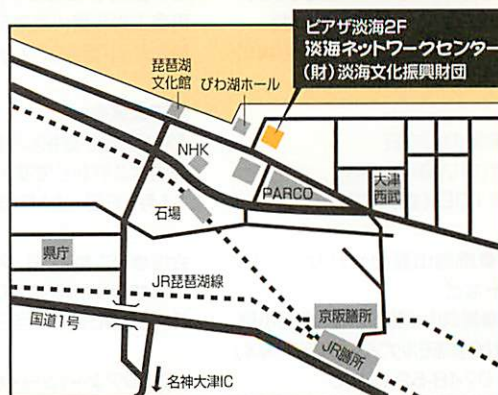 ピアザ淡海2F
淡海ネットワークセンター
(財)淡海文化振興財団
琵琶湖
文化館
びわ湖ホール
NHK
PARCO
大津
西武
石場
県庁
JR琵琶湖線
京阪膳所
国道1号
JR膳所
名神大津IC